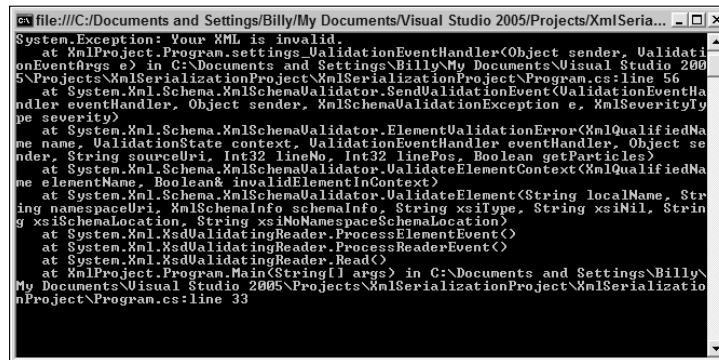 file:///C:/Documents and Settings/Billy/My Documents/Visual Studio 2005/Projects/XmlSeria...
System.Exception: Your XML is invalid.
   at XmlProject.Program.settings_ValidationEventHandler(Object sender, Validati
onEventArgs e) in C:\Documents and Settings\Billy\My Documents\Visual Studio 200
5\Projects\XmlSerializationProject\XmlSerializationProject\Program.cs:line 56
   at System.Xml.Schema.XmlSchemaValidator.SendValidationEvent(ValidationEventHa
ndler eventHandler, Object sender, XmlSchemaValidationException e, XmlSeverityTy
pe severity)
   at System.Xml.Schema.XmlSchemaValidator.ElementValidationError(XmlQualifiedNa
me name, ValidationState context, ValidationEventHandler eventHandler, Object se
nder, String sourceUri, Int32 lineNo, Int32 linePos, Boolean getParticles)
   at System.Xml.Schema.XmlSchemaValidator.ValidateElementContext(XmlQualifiedNa
me elementName, Boolean& invalidElementInContext)
   at System.Xml.Schema.XmlSchemaValidator.ValidateElement(String localName, Str
ing namespaceUri, XmlSchemaInfo schemaInfo, String xsiType, String xsiNil, Strin
g xsiSchemaLocation, String xsiNoNamespaceSchemaLocation)
   at System.Xml.XsdValidatingReader.ProcessElementEvent()
   at System.Xml.XsdValidatingReader.ProcessReaderEvent()
   at System.Xml.XsdValidatingReader.Read()
   at XmlProject.Program.Main(String[] args) in C:\Documents and Settings\Billy\
My Documents\Visual Studio 2005\Projects\XmlSerializationProject\XmlSerializatio
nProject\Program.cs:line 33